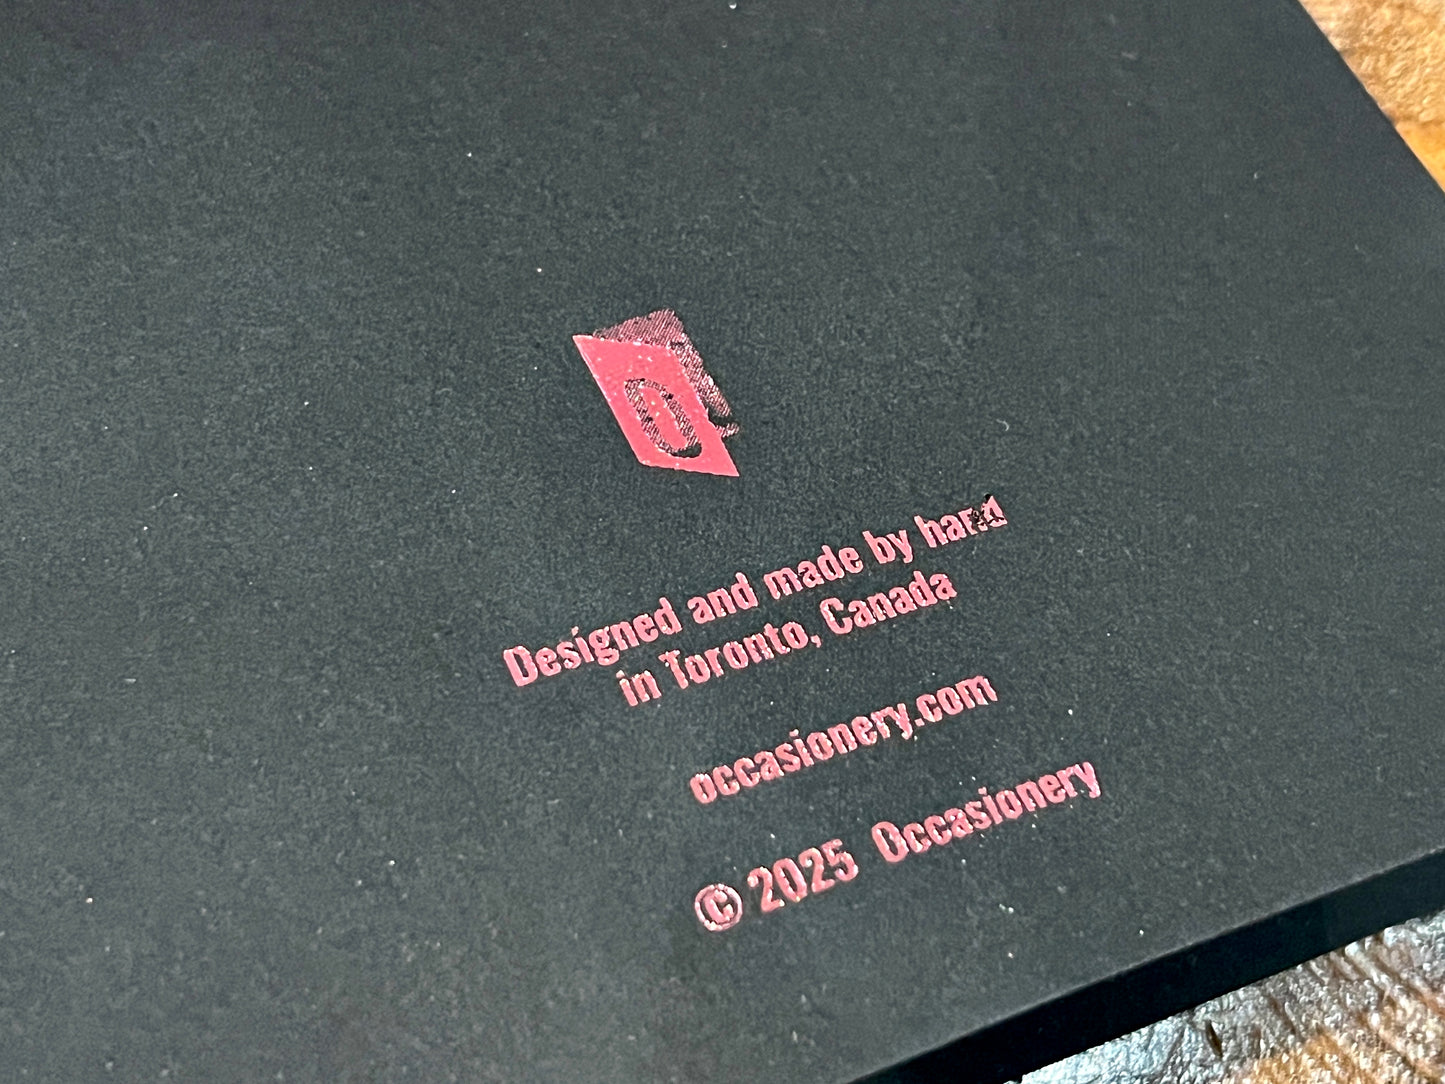 O
Designed and made by hand
in Toronto, Canada
occasionery.com
© 2025 Occasionery